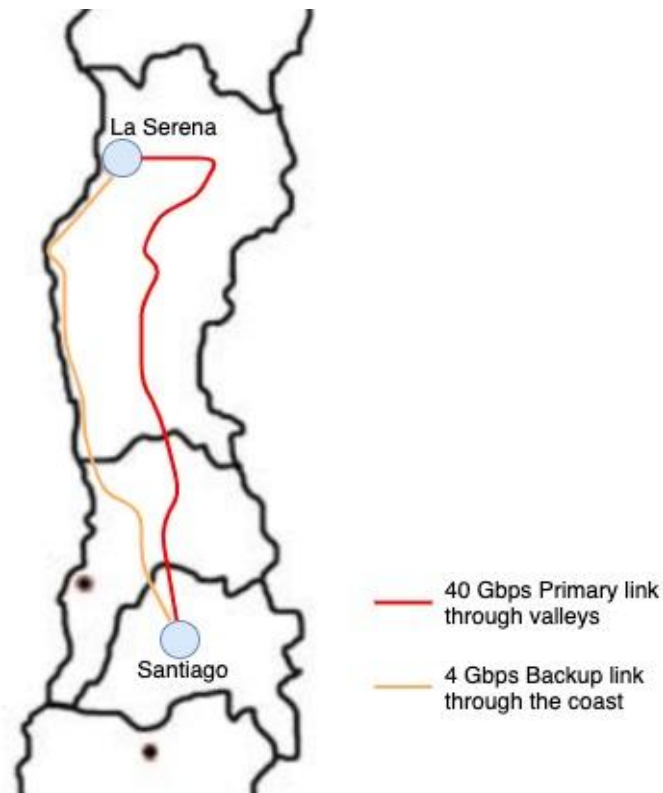 La Serena
40 Gbps Primary link
through valleys
4 Gbps Backup link
through the coast
Santiago